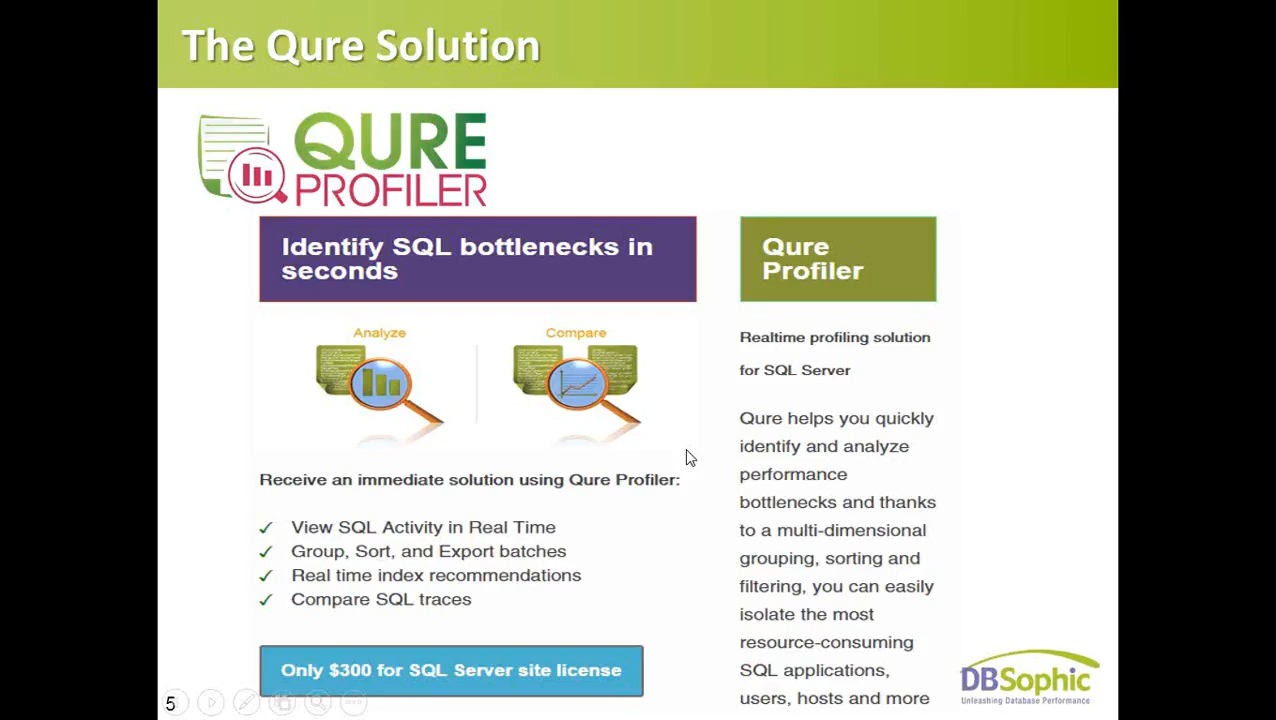 The Qure Solution
QURE
PROFILER
Identify SQL bottlenecks in
seconds
Analyze
Compare
Receive an immediate solution using Qure Profiler:
✓ View SQL Activity in Real Time
✓ Group, Sort, and Export batches
✓ Real time index recommendations
✓ Compare SQL traces
Only $300 for SQL Server site license
Qure
Profiler
Realtime profiling solution
for SQL Server
Qure helps you quickly
identify and analyze
performance
bottlenecks and thanks
to a multi-dimensional
grouping, sorting and
filtering, you can easily
isolate the most
resource-consuming
SQL applications,
users, hosts and more
DBSophic
Unleashing Database Performance
5